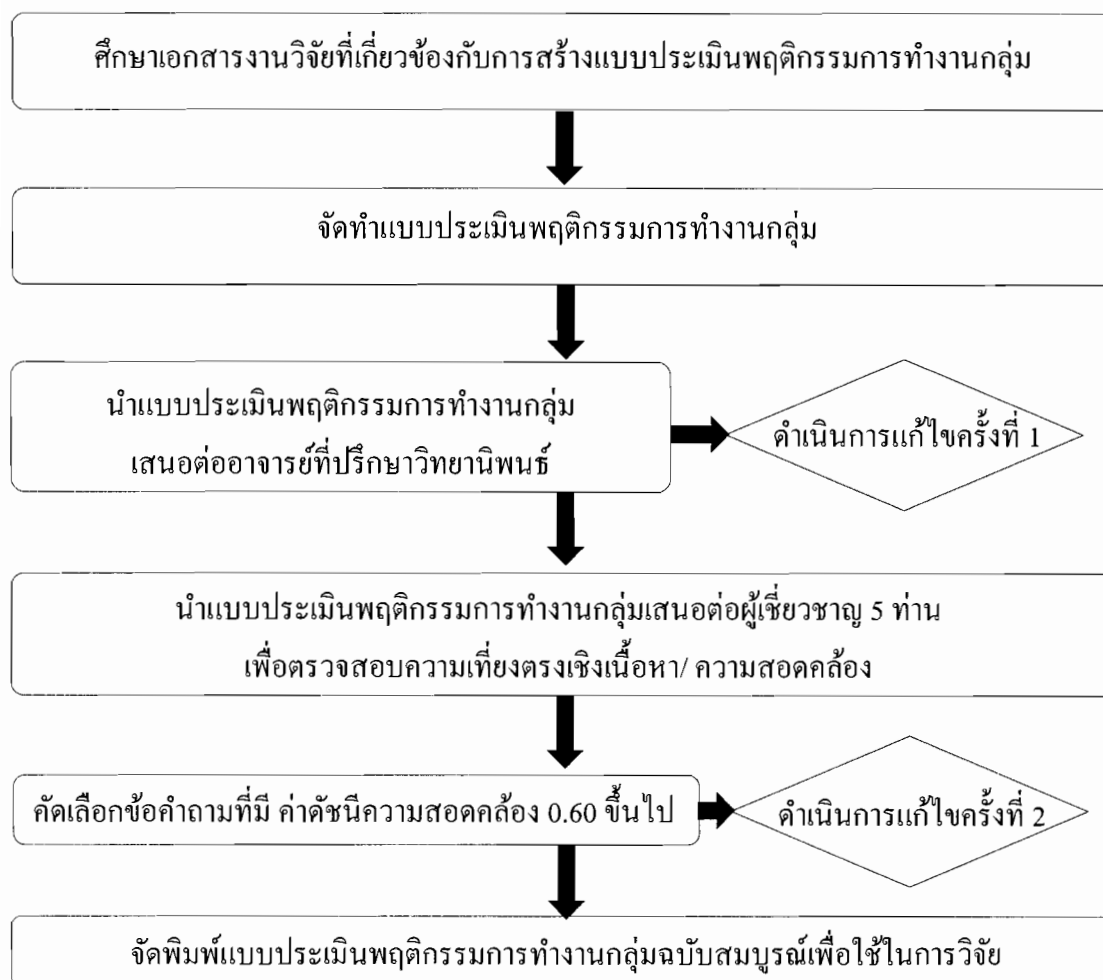 ศึกษาเอกสารงานวิจัยที่เกี่ยวข้องกับการสร้างแบบประเมินพฤติกรรมการทำงานกลุ่ม
จัดทำแบบประเมินพฤติกรรมการทำงานกลุ่ม
นำแบบประเมินพฤติกรรมการทำงานกลุ่ม
เสนอต่ออาจารย์ที่ปรึกษาวิทยานิพนธ์
ดำเนินการแก้ไขครั้งที่ 1
นำแบบประเมินพฤติกรรมการทำงานกลุ่มเสนอต่อผู้เชี่ยวชาญ 5 ท่าน
เพื่อตรวจสอบความเที่ยงตรงเชิงเนื้อหา/ ความสอดคล้อง
คัดเลือกข้อคำถามที่มี ค่าดัชนีความสอดคล้อง 0.60 ขึ้นไป
ดำเนินการแก้ไขครั้งที่ 2
จัดพิมพ์แบบประเมินพฤติกรรมการทำงานกลุ่มฉบับสมบูรณ์เพื่อใช้ในการวิจัย